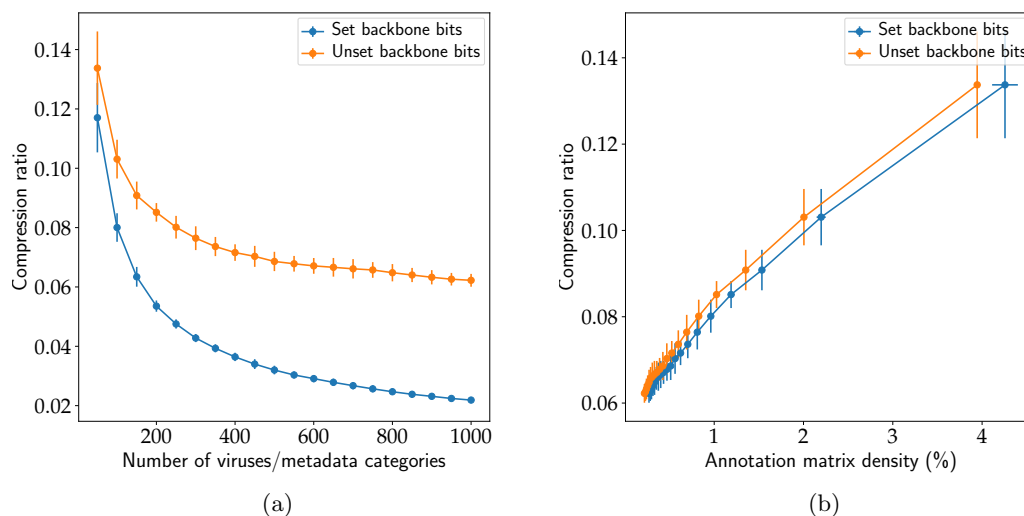 0.14
0.12
0.10
0.08
0.06
0.04
0.02
Compression ratio
Set backbone bits
Unset backbone bits
200 400 600 800 1000
Number of viruses/metadata categories
(a)
0.14
0.12
0.10
0.08
0.06
Compression ratio
Set backbone bits
Unset backbone bits
1 2 3 4
Annotation matrix density (%)
(b)